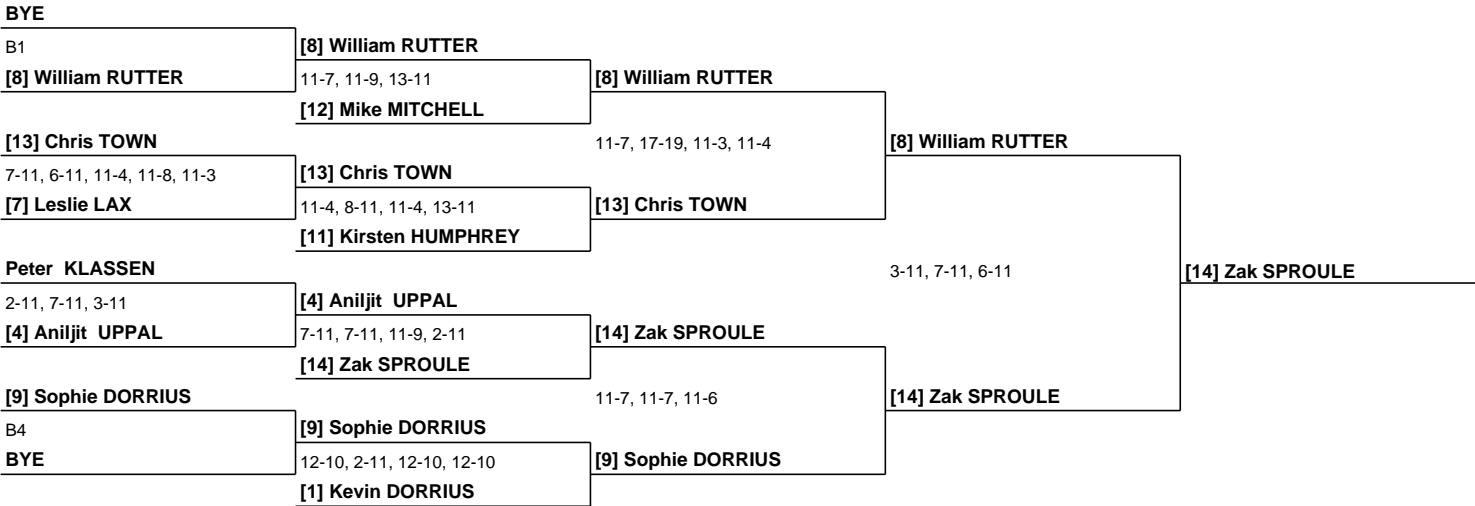 BYE
B1
[8] William RUTTER
[13] Chris TOWN
7-11, 6-11, 11-4, 11-8, 11-3
[7] Leslie LAX
Peter  KLASSEN
2-11, 7-11, 3-11
[4] Aniljit  UPPAL
[9] Sophie DORRIUS
B4
BYE
[8] William RUTTER
11-7, 11-9, 13-11
[12] Mike MITCHELL
[13] Chris TOWN
11-4, 8-11, 11-4, 13-11
[11] Kirsten HUMPHREY
[4] Aniljit  UPPAL
7-11, 7-11, 11-9, 2-11
[14] Zak SPROULE
[9] Sophie DORRIUS
12-10, 2-11, 12-10, 12-10
[1] Kevin DORRIUS
[8] William RUTTER
11-7, 17-19, 11-3, 11-4
[13] Chris TOWN
[14] Zak SPROULE
11-7, 11-7, 11-6
[9] Sophie DORRIUS
[8] William RUTTER
3-11, 7-11, 6-11
[14] Zak SPROULE
[14] Zak SPROULE